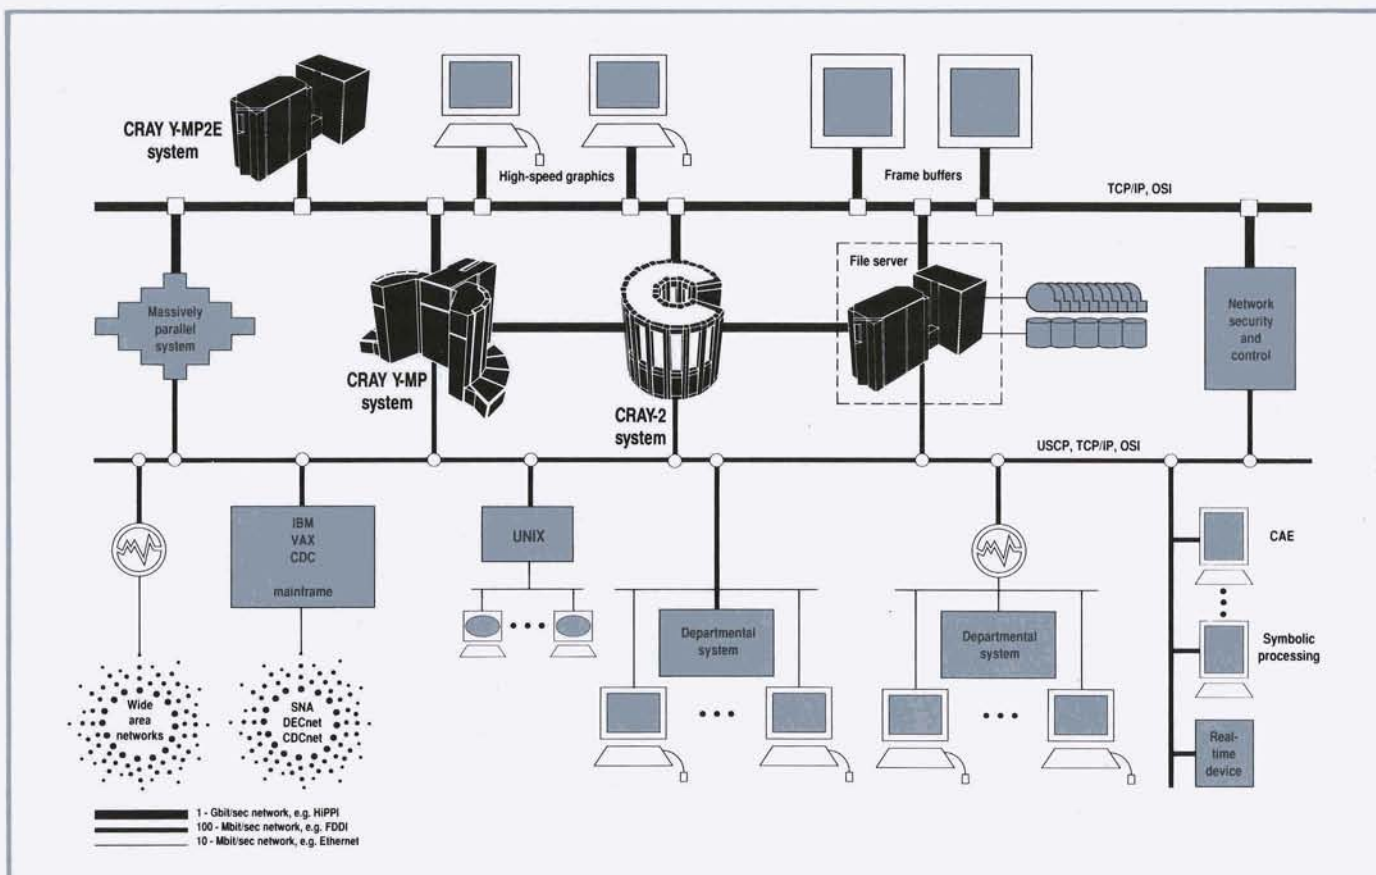 CRAY Y-MP2E
system
High-speed graphics
Frame buffers
TCP/IP, OSI
Massively
parallel
system
CRAY Y-MP
system
CRAY-2
system
File server
Network
security
and
control
USCP, TCP/IP, OSI
IBM
VAX
CDC
mainframe
UNIX
Departmental
system
Departmental
system
CAE
Symbolic
processing
Real-
time
device
Wide
area
networks
SNA
DECnet
CDCnet
1 - Gbit/sec network, e.g. HiPPI
100 - Mbit/sec network, e.g. FDDI
10 - Mbit/sec network, e.g. Ethernet